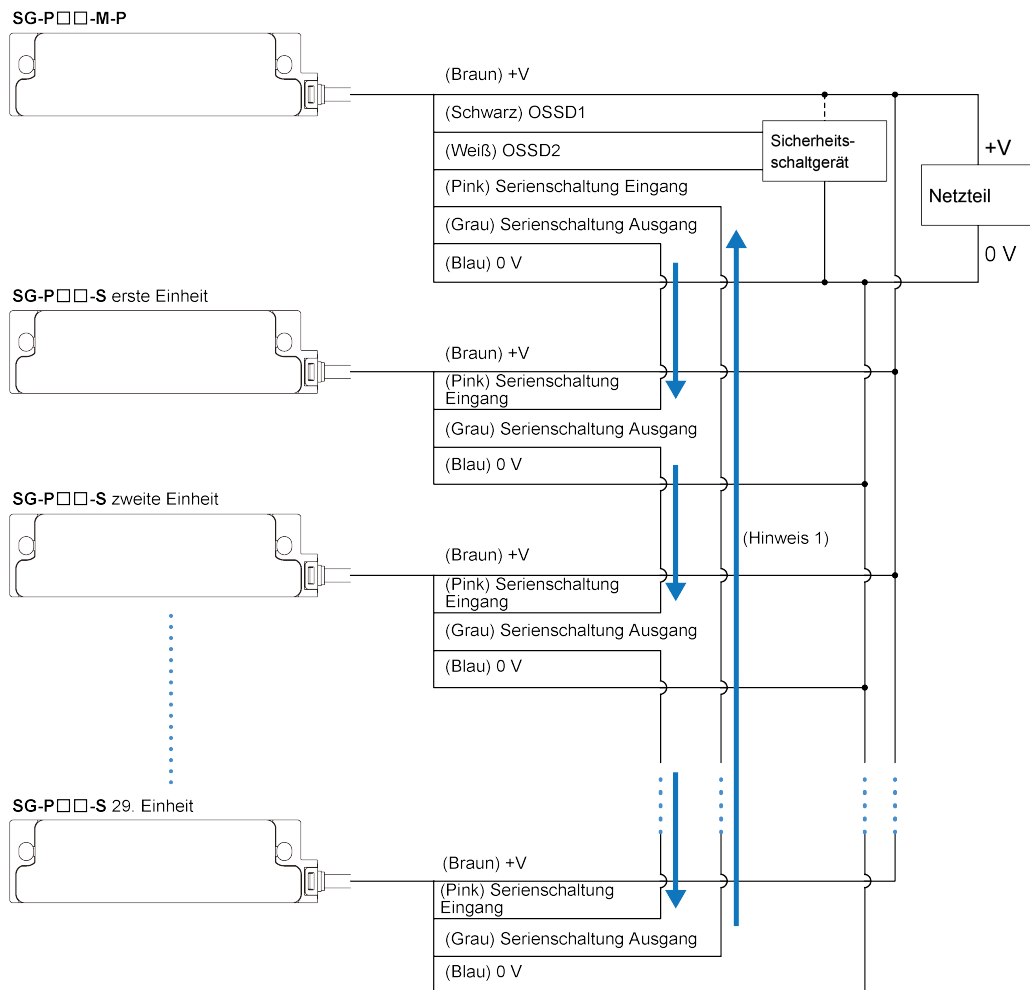 SG-P□□-M-P
(Braun) +V
(Schwarz) OSSD1
(Weiß) OSSD2
(Pink) Serienschaltung Eingang
(Grau) Serienschaltung Ausgang
(Blau) 0 V
Sicherheits-
schaltgerät
+V
Netzteil
0 V
SG-P□□-S erste Einheit
(Braun) +V
(Pink) Serienschaltung
Eingang
(Grau) Serienschaltung Ausgang
(Blau) 0 V
SG-P□□-S zweite Einheit
(Hinweis 1)
(Braun) +V
(Pink) Serienschaltung
Eingang
(Grau) Serienschaltung Ausgang
(Blau) 0 V
SG-P□□-S 29. Einheit
(Braun) +V
(Pink) Serienschaltung
Eingang
(Grau) Serienschaltung Ausgang
(Blau) 0 V